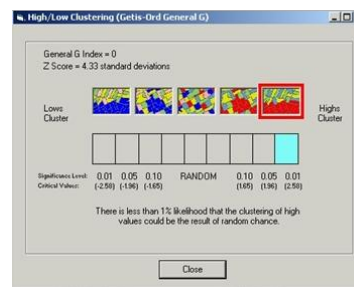 High/Low Clustering (Getis-Ord General G)
General G Index = 0
Z Score = 4.33 standard deviations
Lows Cluster
Highs Cluster
Significance Level: 0.01 0.05 0.10 RANDOM 0.10 0.05 0.01
Critical Values: (-2.58) (-1.96) (-1.65) (1.65) (1.96) (2.58)
There is less than 1% likelihood that the clustering of high
values could be the result of random chance.
Close